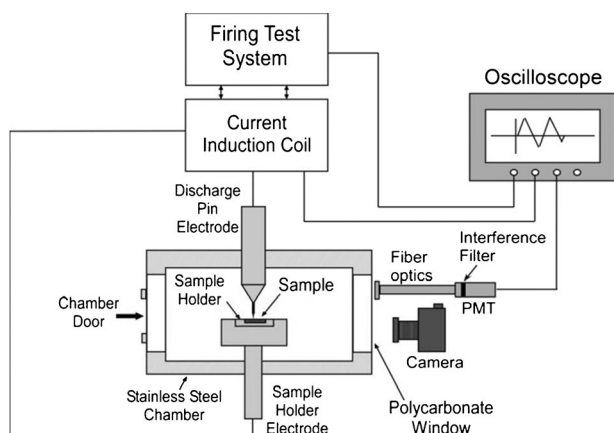 Firing Test
System
Current
Induction Coil
Oscilloscope
Discharge
Pin
Electrode
Interference
Filter
Fiber
optics
PMT
Sample
Holder
Sample
Chamber
Door
Camera
Stainless Steel
Chamber
Sample
Holder
Electrode
Polycarbonate
Window